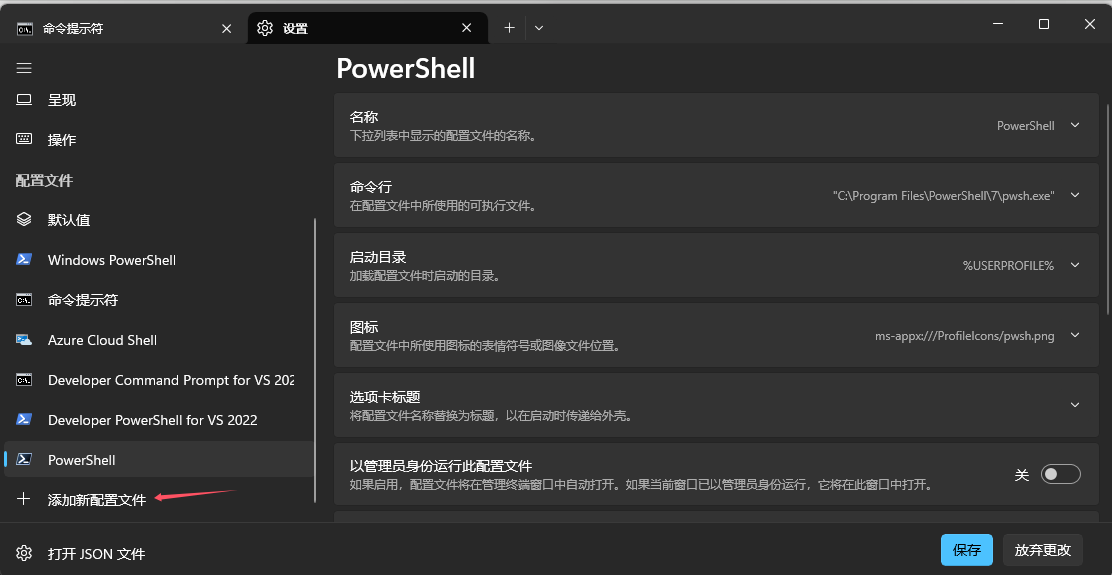 命令提示符
设置
呈现
操作
配置文件
默认值
Windows PowerShell
命令提示符
Azure Cloud Shell
Developer Command Prompt for VS 202
Developer PowerShell for VS 2022
PowerShell
添加新配置文件
打开 JSON 文件
PowerShell
名称
下拉列表中显示的配置文件的名称。
PowerShell
命令行
在配置文件中所使用的可执行文件。
"C:\Program Files\PowerShell\7\pwsh.exe"
启动目录
加载配置文件时启动的目录。
%USERPROFILE%
图标
配置文件中所使用图标的表情符号或图像文件位置。
ms-appx:///ProfileIcons/pwsh.png
选项卡标题
将配置文件名称替换为标题，以在启动时传递给外壳。
以管理员身份运行此配置文件
如果启用，配置文件将在管理终端窗口中自动打开。如果当前窗口已以管理员身份运行，它将在此窗口中打开。
关
保存
放弃更改